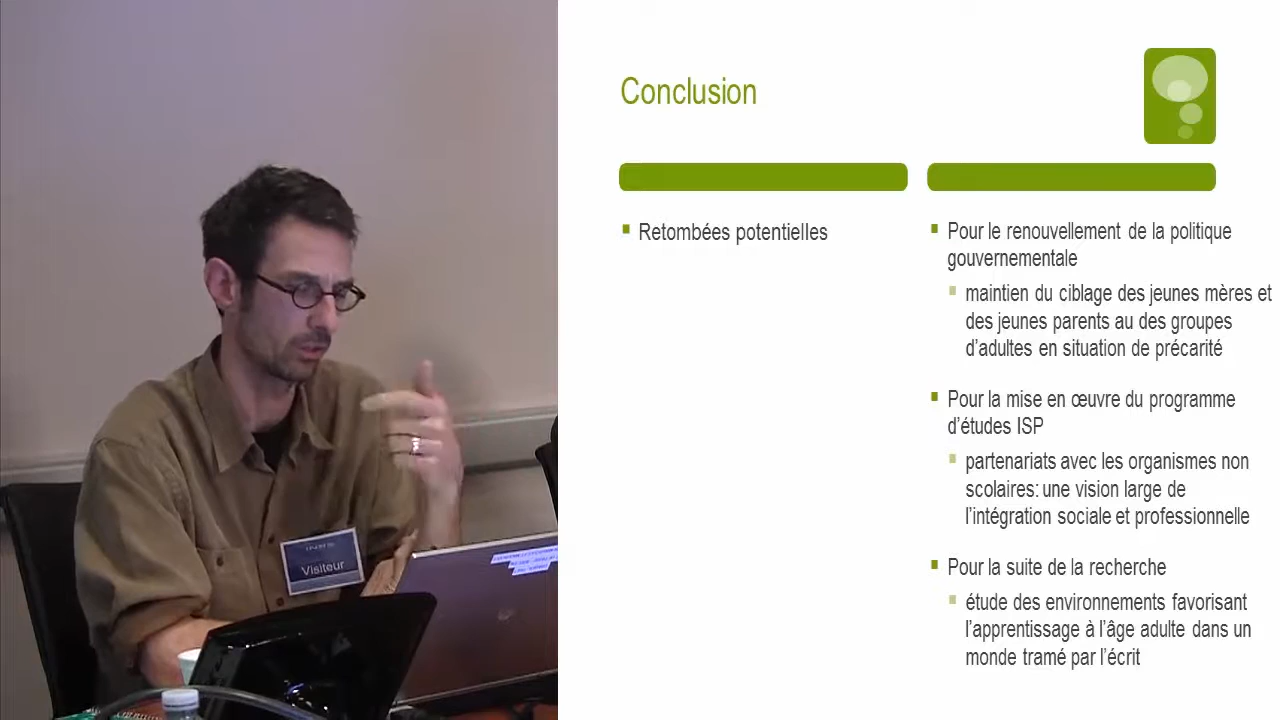 Conclusion
Retombées potentielles
Pour le renouvellement de la politique
gouvernementale
maintien du ciblage des jeunes mères et
des jeunes parents au des groupes
d'adultes en situation de précarité
Pour la mise en œuvre du programme
d'études ISP
partenariats avec les organismes non
scolaires: une vision large de
l'intégration sociale et professionnelle
Pour la suite de la recherche
étude des environnements favorisant
l'apprentissage à l'âge adulte dans un
monde tramé par l'écrit
Visiteur